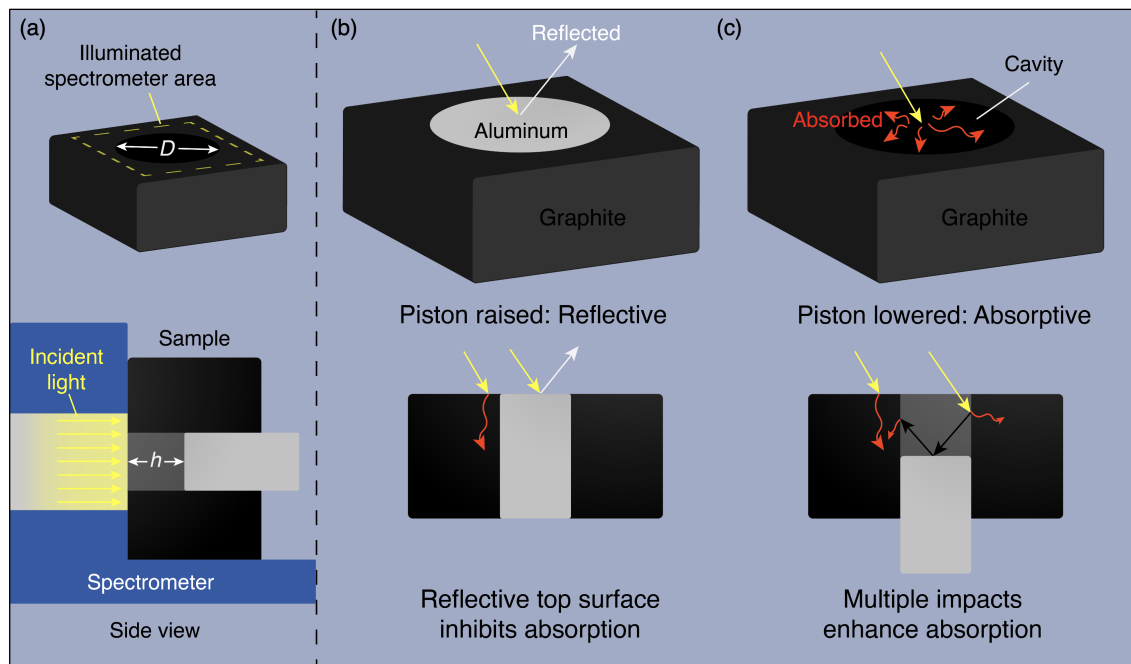 (a)
Illuminated
spectrometer area
D
Incident
light
Sample
h
Spectrometer
Side view
(b)
Reflected
Aluminum
Graphite
Piston raised: Reflective
Reflective top surface
inhibits absorption
(c)
Cavity
Absorbed
Graphite
Piston lowered: Absorptive
Multiple impacts
enhance absorption